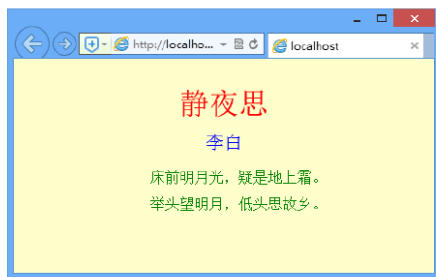 http://localho...
localhost
静夜思
李白
床前明月光，疑是地上霜。
举头望明月，低头思故乡。